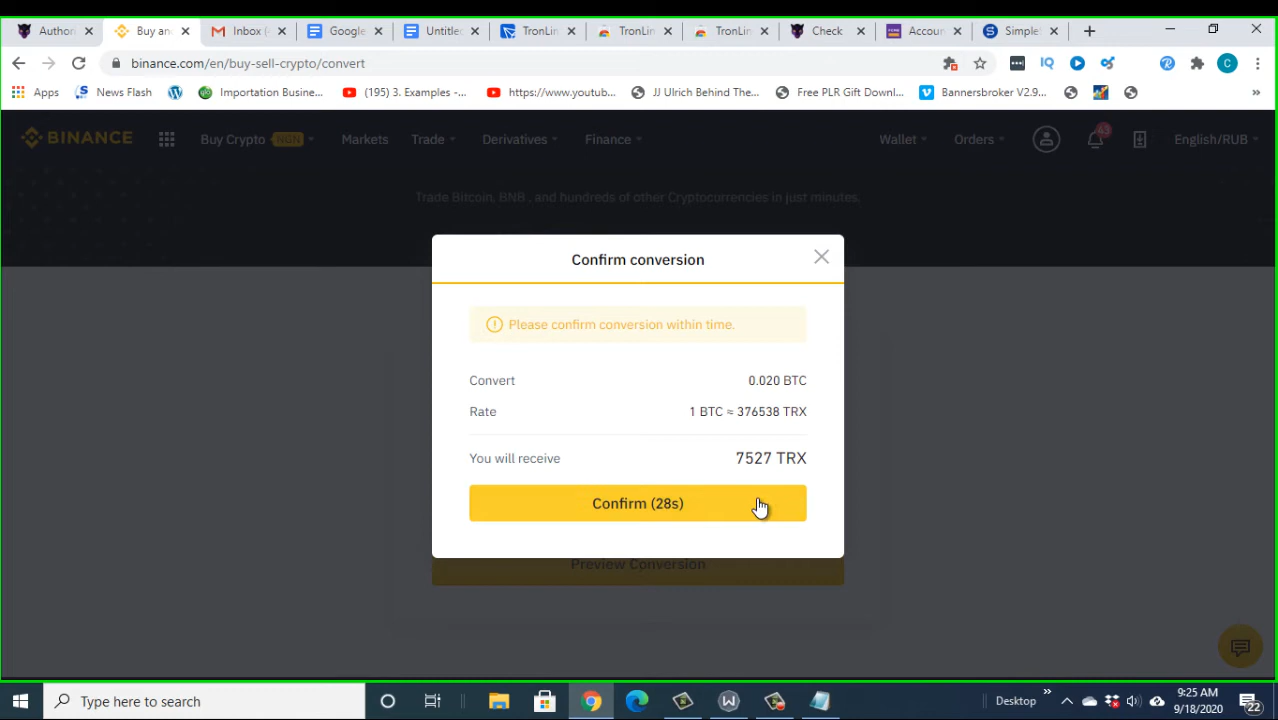 Author
Buy an
Inbox (
Google
Untitle
TronLin
TronLin
TronLin
Check
Accoun
Simple
binance.com/en/buy-sell-crypto/convert
IQ
C
Apps
News Flash
Importation Busine...
(195) 3. Examples -...
https://www.youtub...
JJ Ulrich Behind The...
Free PLR Gift Downl...
Bannersbroker V2.9...
BINANCE
Buy Crypto NGN
Markets
Trade
Derivatives
Finance
Wallet
Orders
43
English/RUB
Trade Bitcoin, BNB , and hundreds of other Cryptocurrencies in just minutes.
Confirm conversion
Please confirm conversion within time.
Convert 0.020 BTC
Rate 1 BTC ≈ 376538 TRX
You will receive 7527 TRX
Confirm (28s)
Preview Conversion
Type here to search
Desktop
9:25 AM
9/18/2020
22